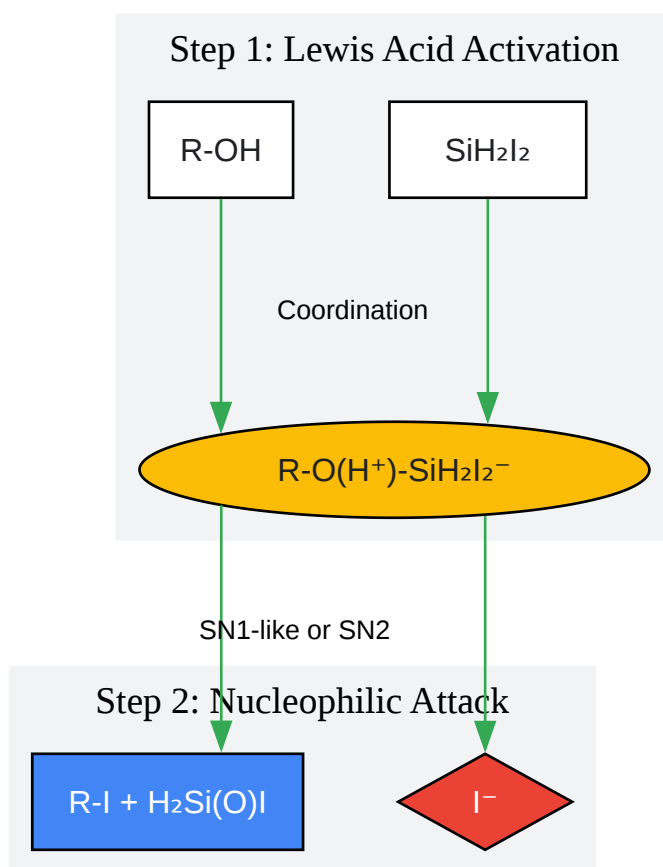 Step 1: Lewis Acid Activation
R-OH
SiH₂I₂
Coordination
R-O(H⁺)-SiH₂I₂⁻
SN1-like or SN2
Step 2: Nucleophilic Attack
R-I + H₂Si(O)I
I⁻